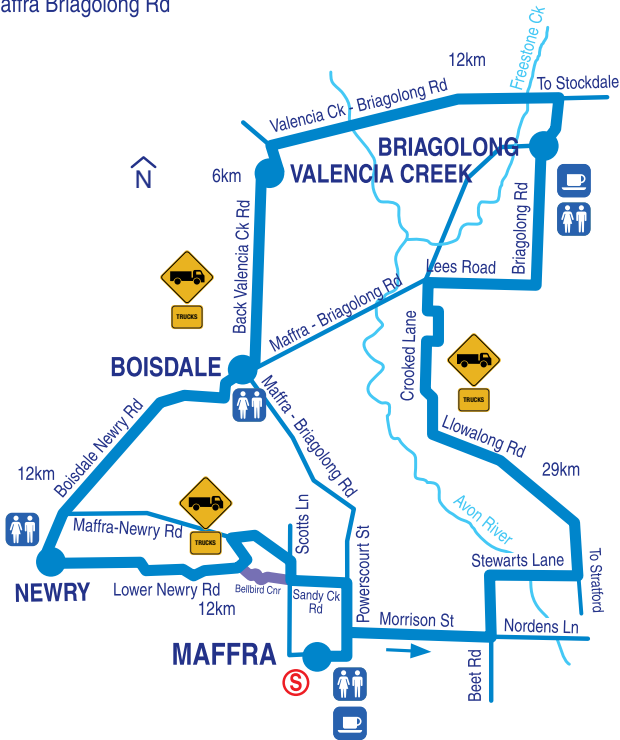 affra Briagolong Rd
Freestone Ck
12km
To Stockdale
Valencia Ck - Briagolong Rd
BRIAGOLONG
VALENCIA CREEK
6km
N
Briagolong Rd
Back Valencia Ck Rd
Lees Road
TRUCKS
Maffra - Briagolong Rd
Crooked Lane
BOISDALE
TRUCKS
Maffra - Briagolong Rd
Boisdale Newry Rd
Llowalong Rd
29km
12km
Scotts Ln
Avon River
Maffra-Newry Rd
TRUCKS
Powerscourt St
Stewarts Lane
To Stratford
NEWRY
Lower Newry Rd
12km
Bellbird Cnr
Sandy Ck
Rd
Morrison St
Nordens Ln
MAFFRA
Beet Rd
S